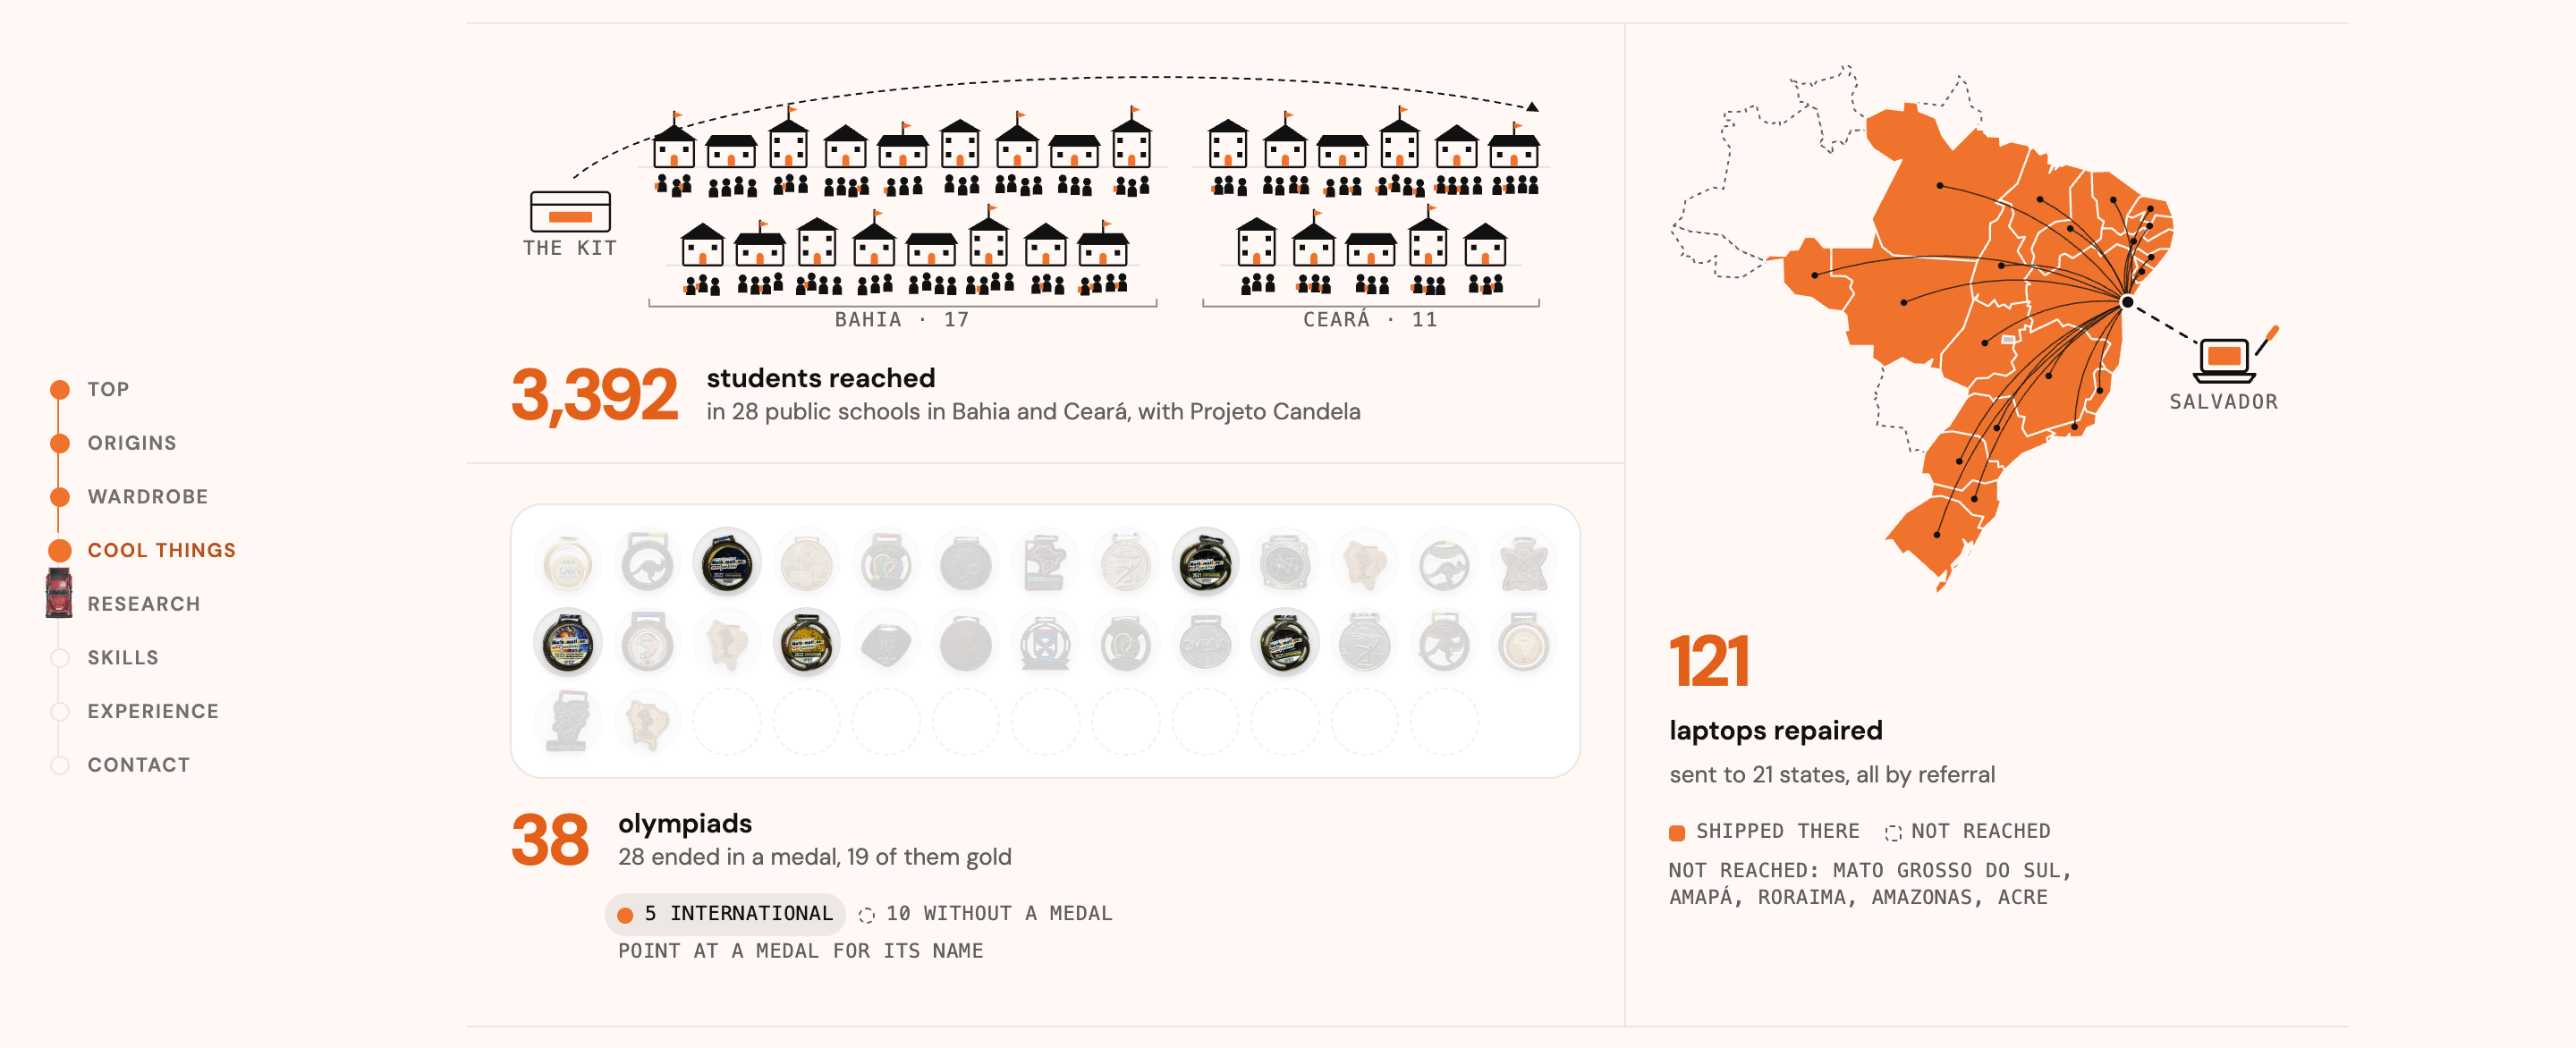 TOP
ORIGINS
WARDROBE
COOL THINGS
RESEARCH
SKILLS
EXPERIENCE
CONTACT
THE KIT
BAHIA · 17
CEARÁ · 11
3,392
students reached
in 28 public schools in Bahia and Ceará, with Projeto Candela
38
olympiads
28 ended in a medal, 19 of them gold
5 INTERNATIONAL
10 WITHOUT A MEDAL
POINT AT A MEDAL FOR ITS NAME
SALVADOR
121
laptops repaired
sent to 21 states, all by referral
SHIPPED THERE
NOT REACHED
NOT REACHED: MATO GROSSO DO SUL,
AMAPÁ, RORAIMA, AMAZONAS, ACRE